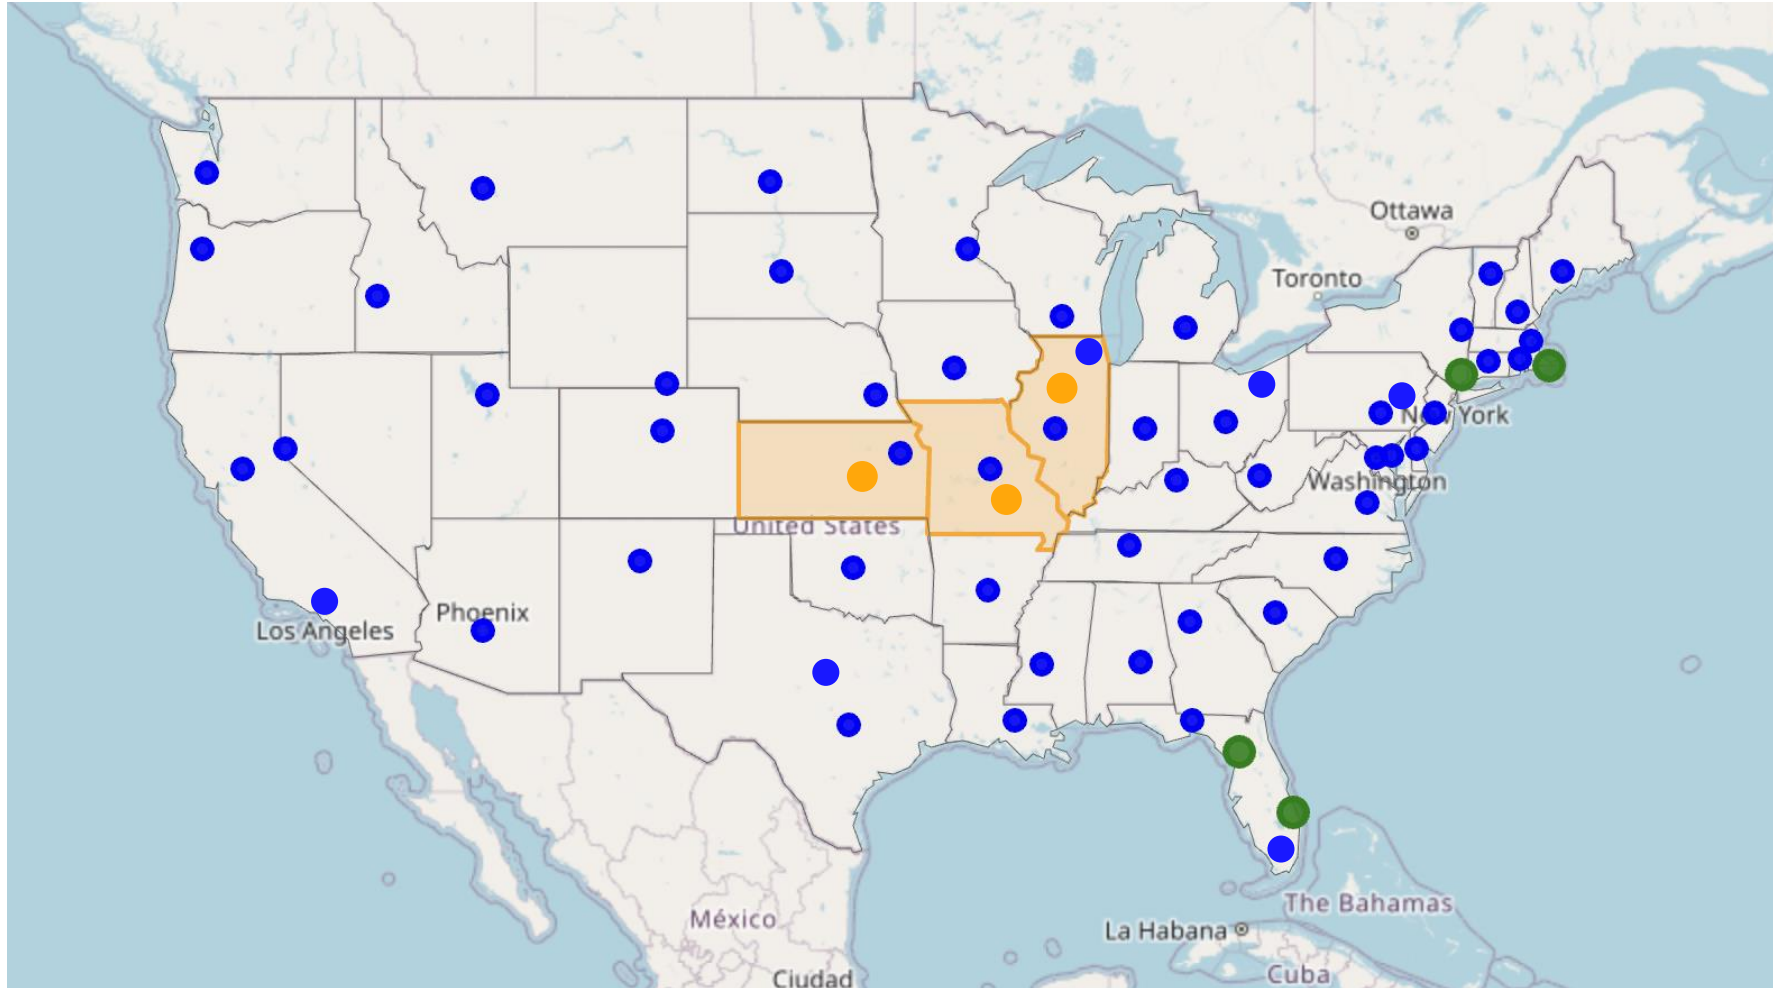 Ottawa
Toronto
New York
Washington
United States
Phoenix
Los Angeles
The Bahamas
México
La Habana
Cuba
Ciudad